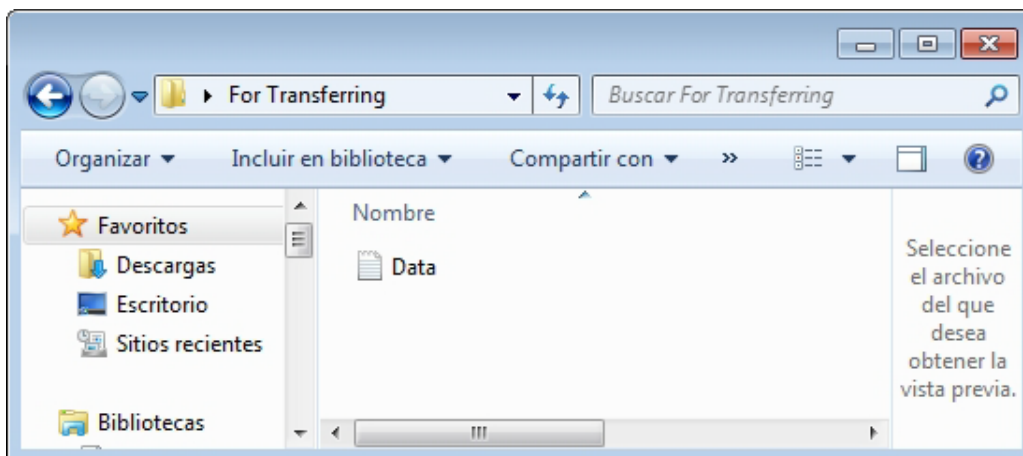 For Transferring
Buscar For Transferring
Organizar
Incluir en biblioteca
Compartir con
»
Favoritos
Descargas
Escritorio
Sitios recientes
Bibliotecas
Nombre
Data
Seleccione
el archivo
del que
desea
obtener la
vista previa.